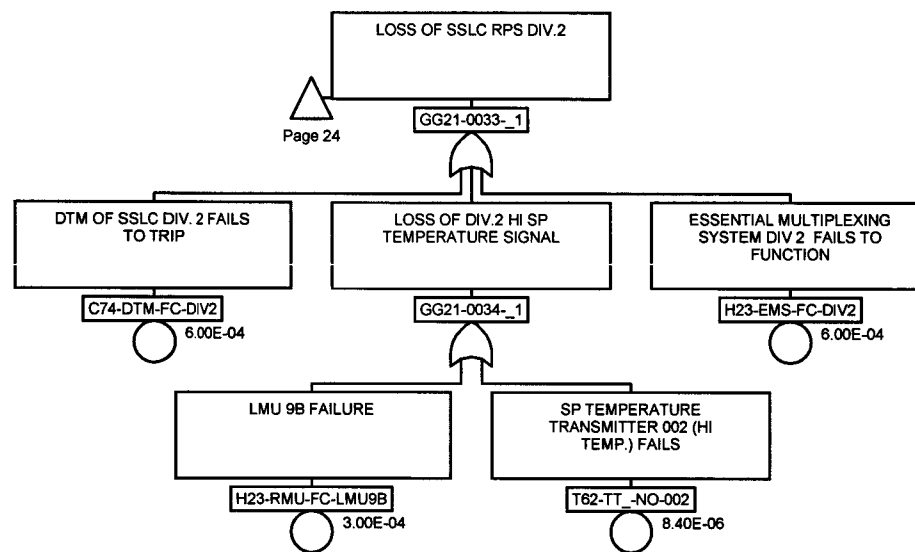 LOSS OF SSLC RPS DIV.2
Page 24
GG21-0033-_1
DTM OF SSLC DIV. 2 FAILS
TO TRIP
LOSS OF DIV.2 HI SP
TEMPERATURE SIGNAL
ESSENTIAL MULTIPLEXING
SYSTEM DIV 2 FAILS TO
FUNCTION
C74-DTM-FC-DIV2
6.00E-04
GG21-0034-_1
H23-EMS-FC-DIV2
6.00E-04
LMU 9B FAILURE
SP TEMPERATURE
TRANSMITTER 002 (HI
TEMP.) FAILS
H23-RMU-FC-LMU9B
3.00E-04
T62-TT_-NO-002
8.40E-06